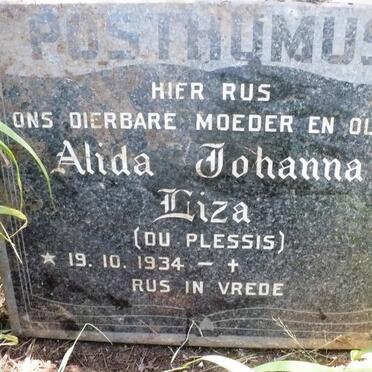 POSTHUMUS
HIER RUS
ONS DIERBARE MOEDER EN OU
Alida Johanna
Liza
(DU PLESSIS)
* 19. 10. 1934 — †
RUS IN VREDE